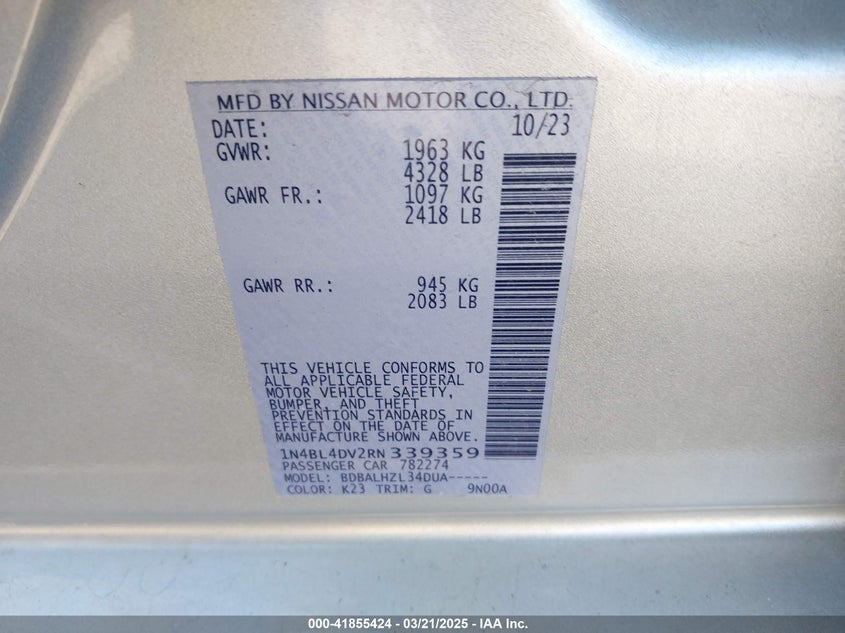 MFD BY NISSAN MOTOR CO., LTD.
DATE: 10/23
GVWR: 1963 KG
4328 LB
GAWR FR.: 1097 KG
2418 LB
GAWR RR.: 945 KG
2083 LB
THIS VEHICLE CONFORMS TO
ALL APPLICABLE FEDERAL
MOTOR VEHICLE SAFETY,
BUMPER, AND THEFT
PREVENTION STANDARDS IN
EFFECT ON THE DATE OF
MANUFACTURE SHOWN ABOVE.
1N4BL4DV2RN339359
PASSENGER CAR 782274
MODEL: BDBALHZL34DUA-----
COLOR: K23 TRIM: G 9N00A
000-41855424 — 03/21/2025 — IAA Inc.